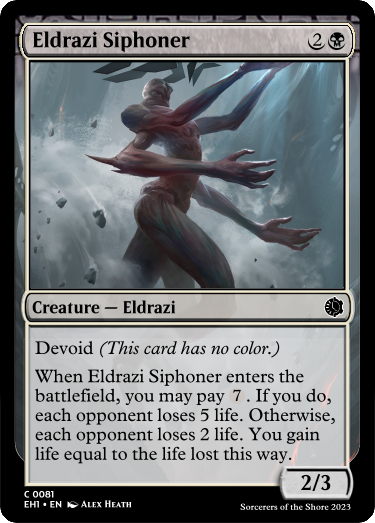 Eldrazi Siphoner 2
Creature — Eldrazi
Devoid (This card has no color.)
When Eldrazi Siphoner enters the
battlefield, you may pay 7 . If you do,
each opponent loses 5 life. Otherwise,
each opponent loses 2 life. You gain
life equal to the life lost this way.
2/3
C 0081
EH1 • EN Alex Heath
Sorcerers of the Shore 2023